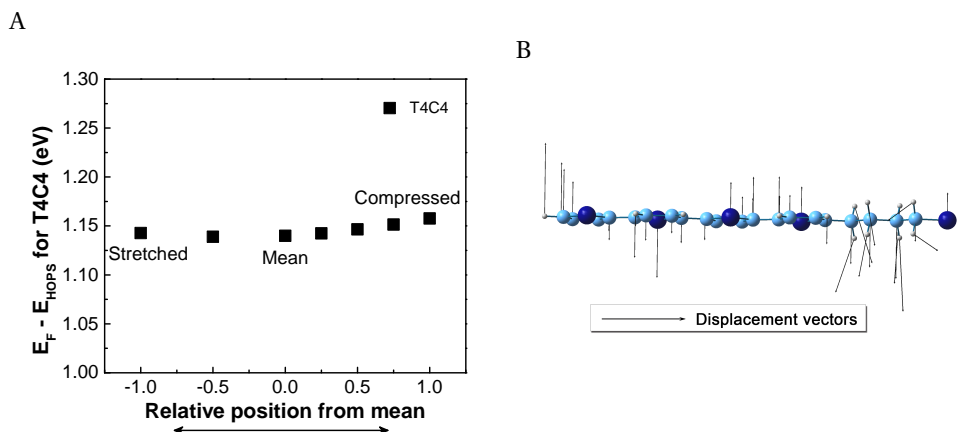 A
B
1.30
1.25
1.20
1.15
1.10
1.05
1.00
E_F - E_HOPS for T4C4 (eV)
T4C4
Compressed
Stretched
Mean
-1.0 -0.5 0.0 0.5 1.0
Relative position from mean
Displacement vectors